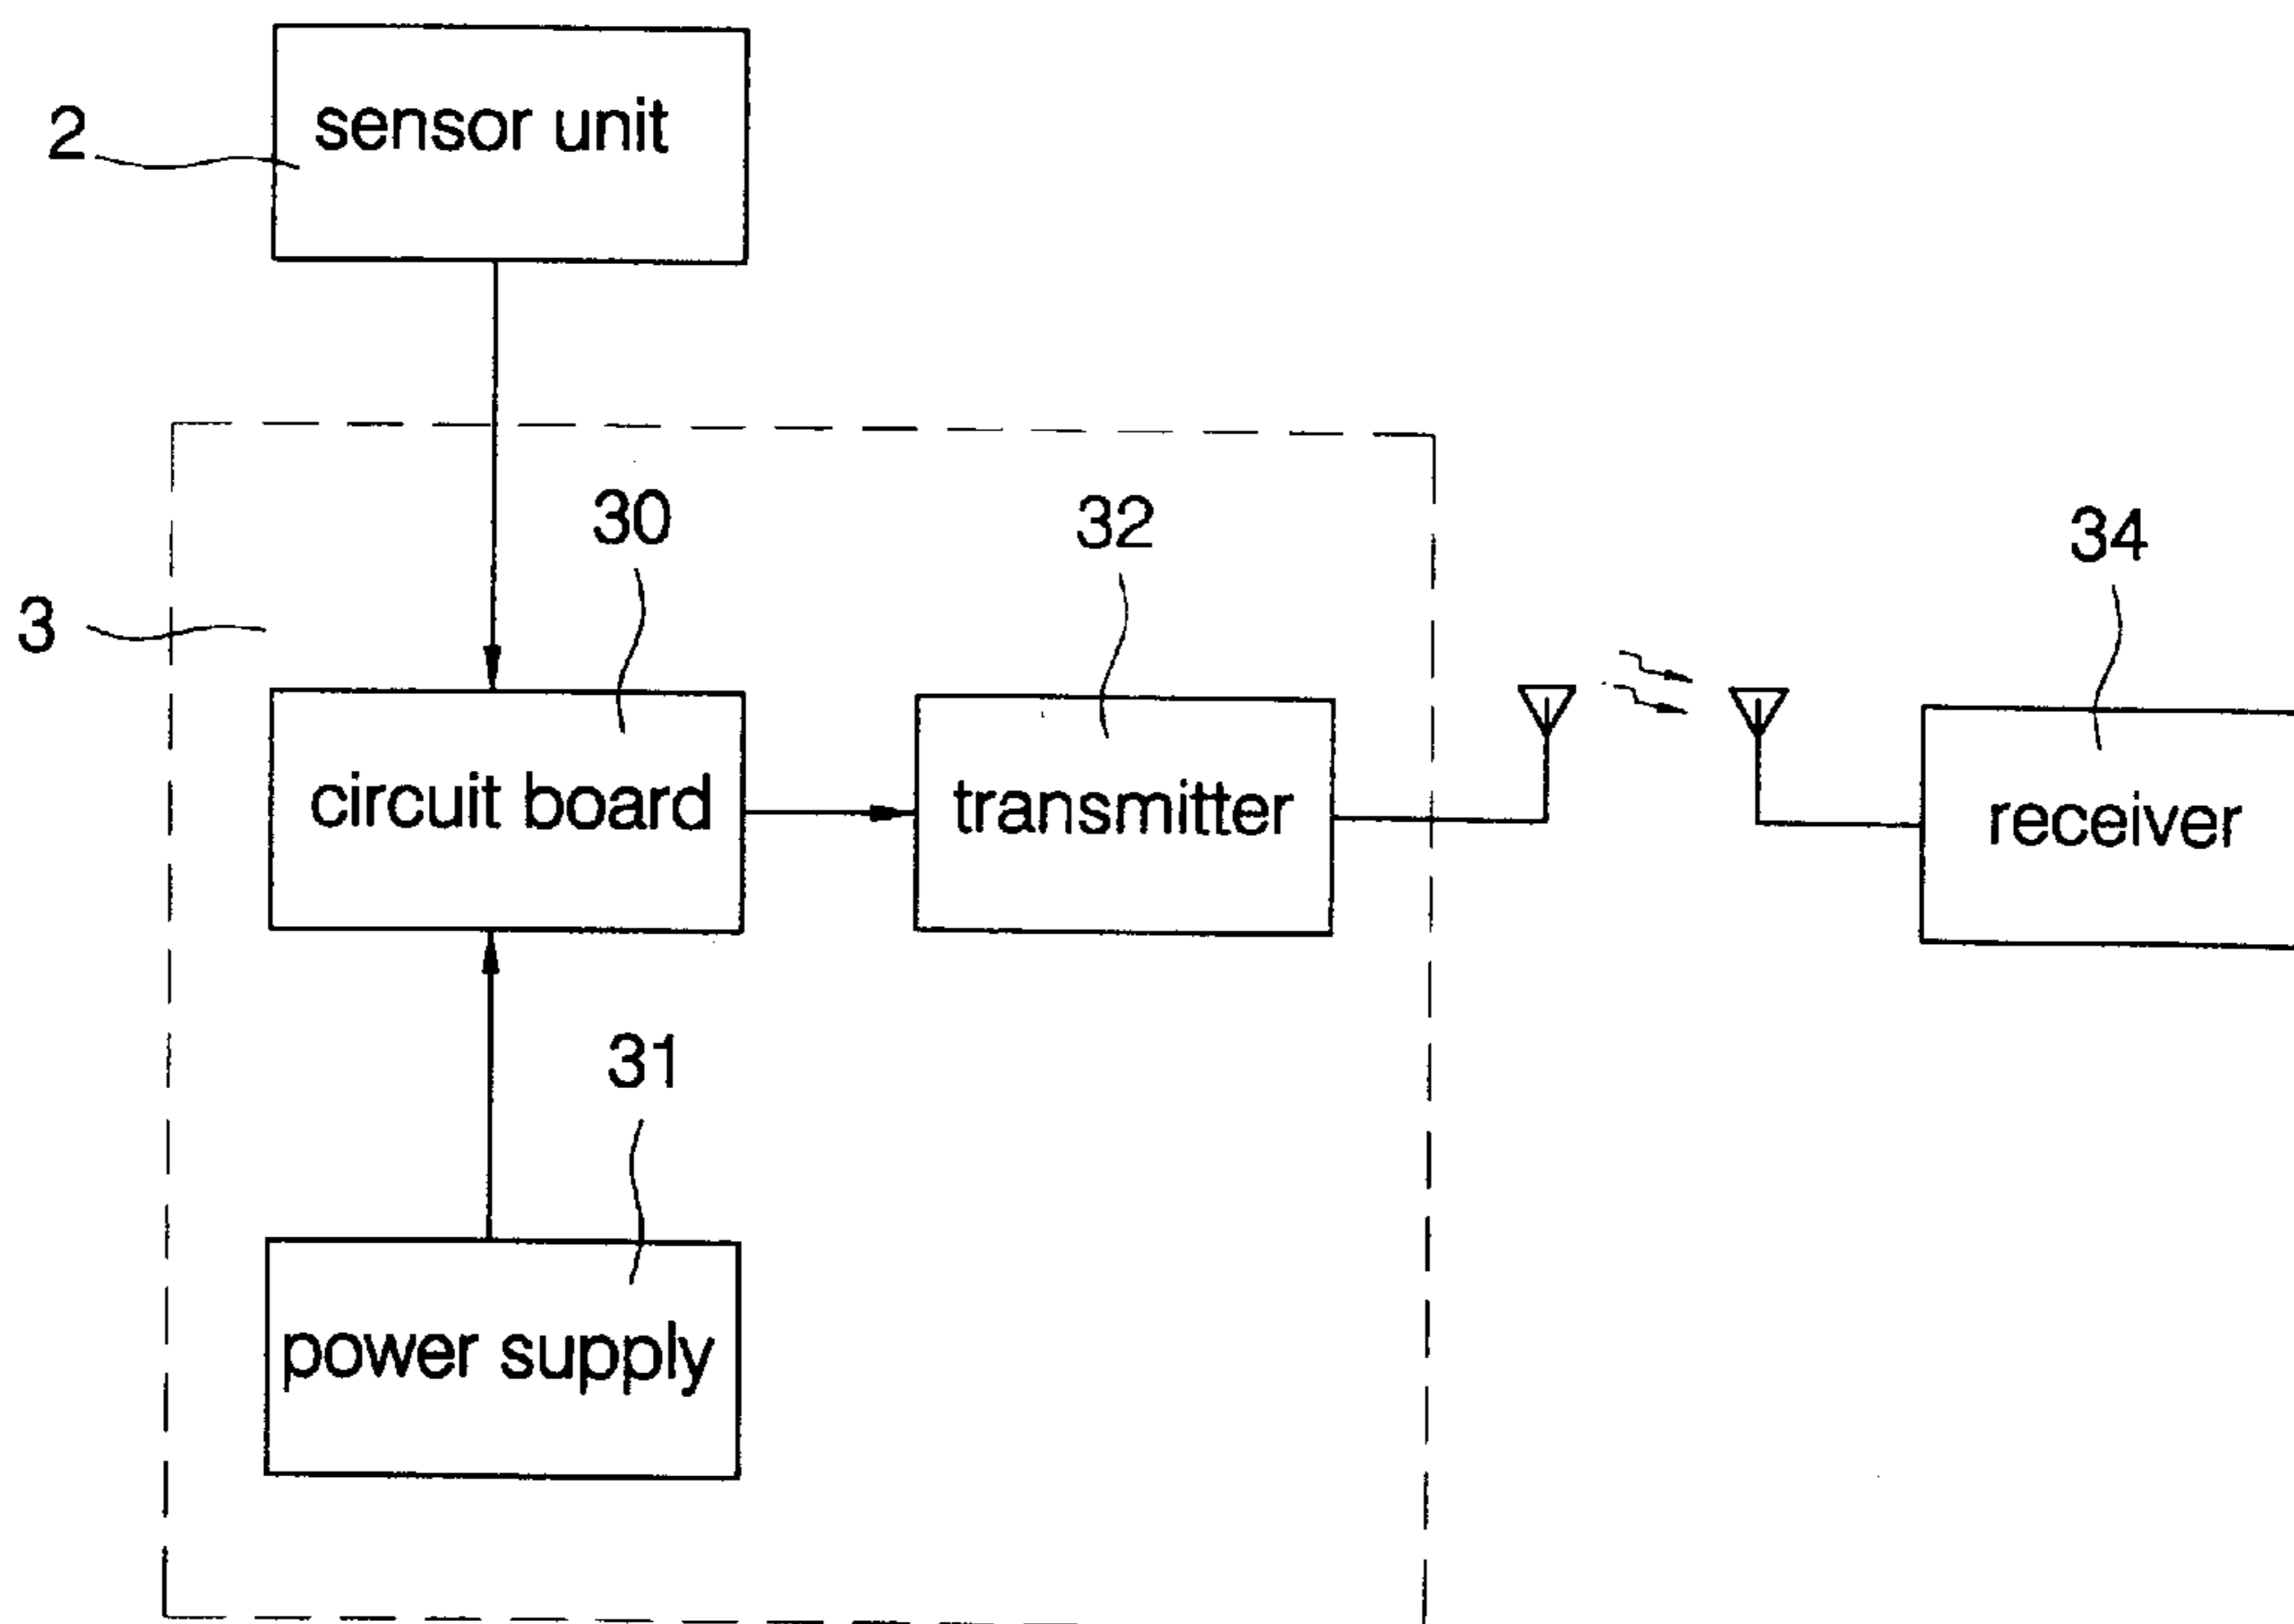 sensor unit
2
30
32
34
3
circuit board
transmitter
receiver
31
power supply